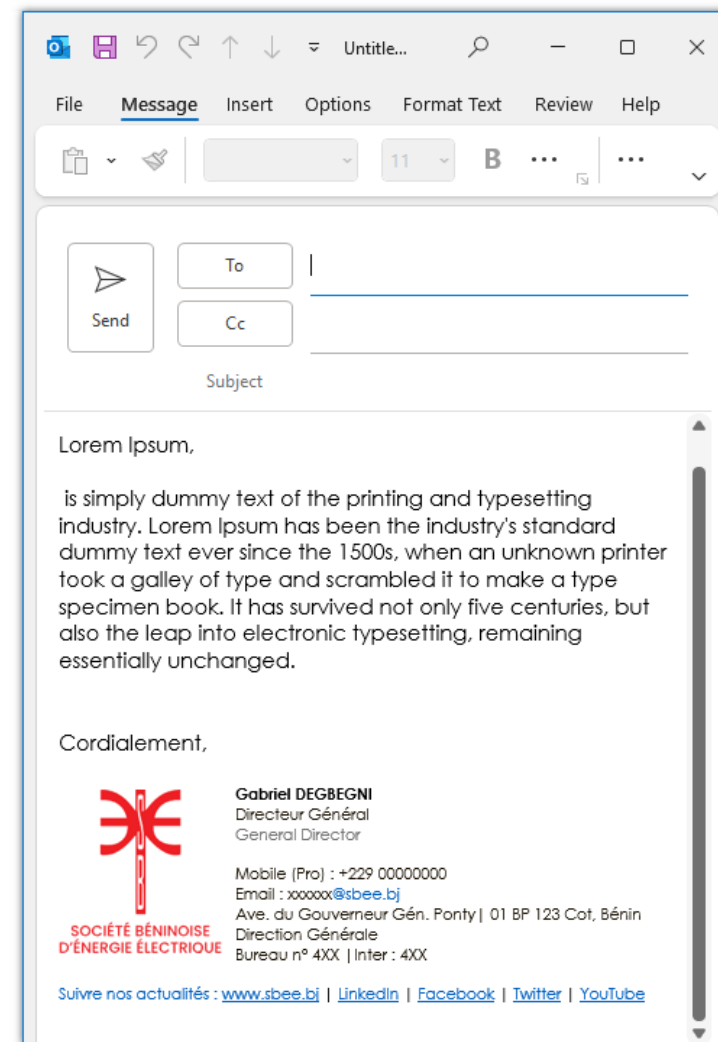 Untitle...
File Message Insert Options Format Text Review Help
11 B ... ...
To
Send
Cc
Subject
Lorem Ipsum,
is simply dummy text of the printing and typesetting
industry. Lorem Ipsum has been the industry's standard
dummy text ever since the 1500s, when an unknown printer
took a galley of type and scrambled it to make a type
specimen book. It has survived not only five centuries, but
also the leap into electronic typesetting, remaining
essentially unchanged.
Cordialement,
SBEE
SOCIÉTÉ BÉNINOISE
D'ÉNERGIE ÉLECTRIQUE
Gabriel DEGBEGNI
Directeur Général
General Director
Mobile (Pro) : +229 00000000
Email : xxxxxx@sbee.bj
Ave. du Gouverneur Gén. Ponty| 01 BP 123 Cot, Bénin
Direction Générale
Bureau n° 4XX |Inter : 4XX
Suivre nos actualités : www.sbee.bj | LinkedIn | Facebook | Twitter | YouTube